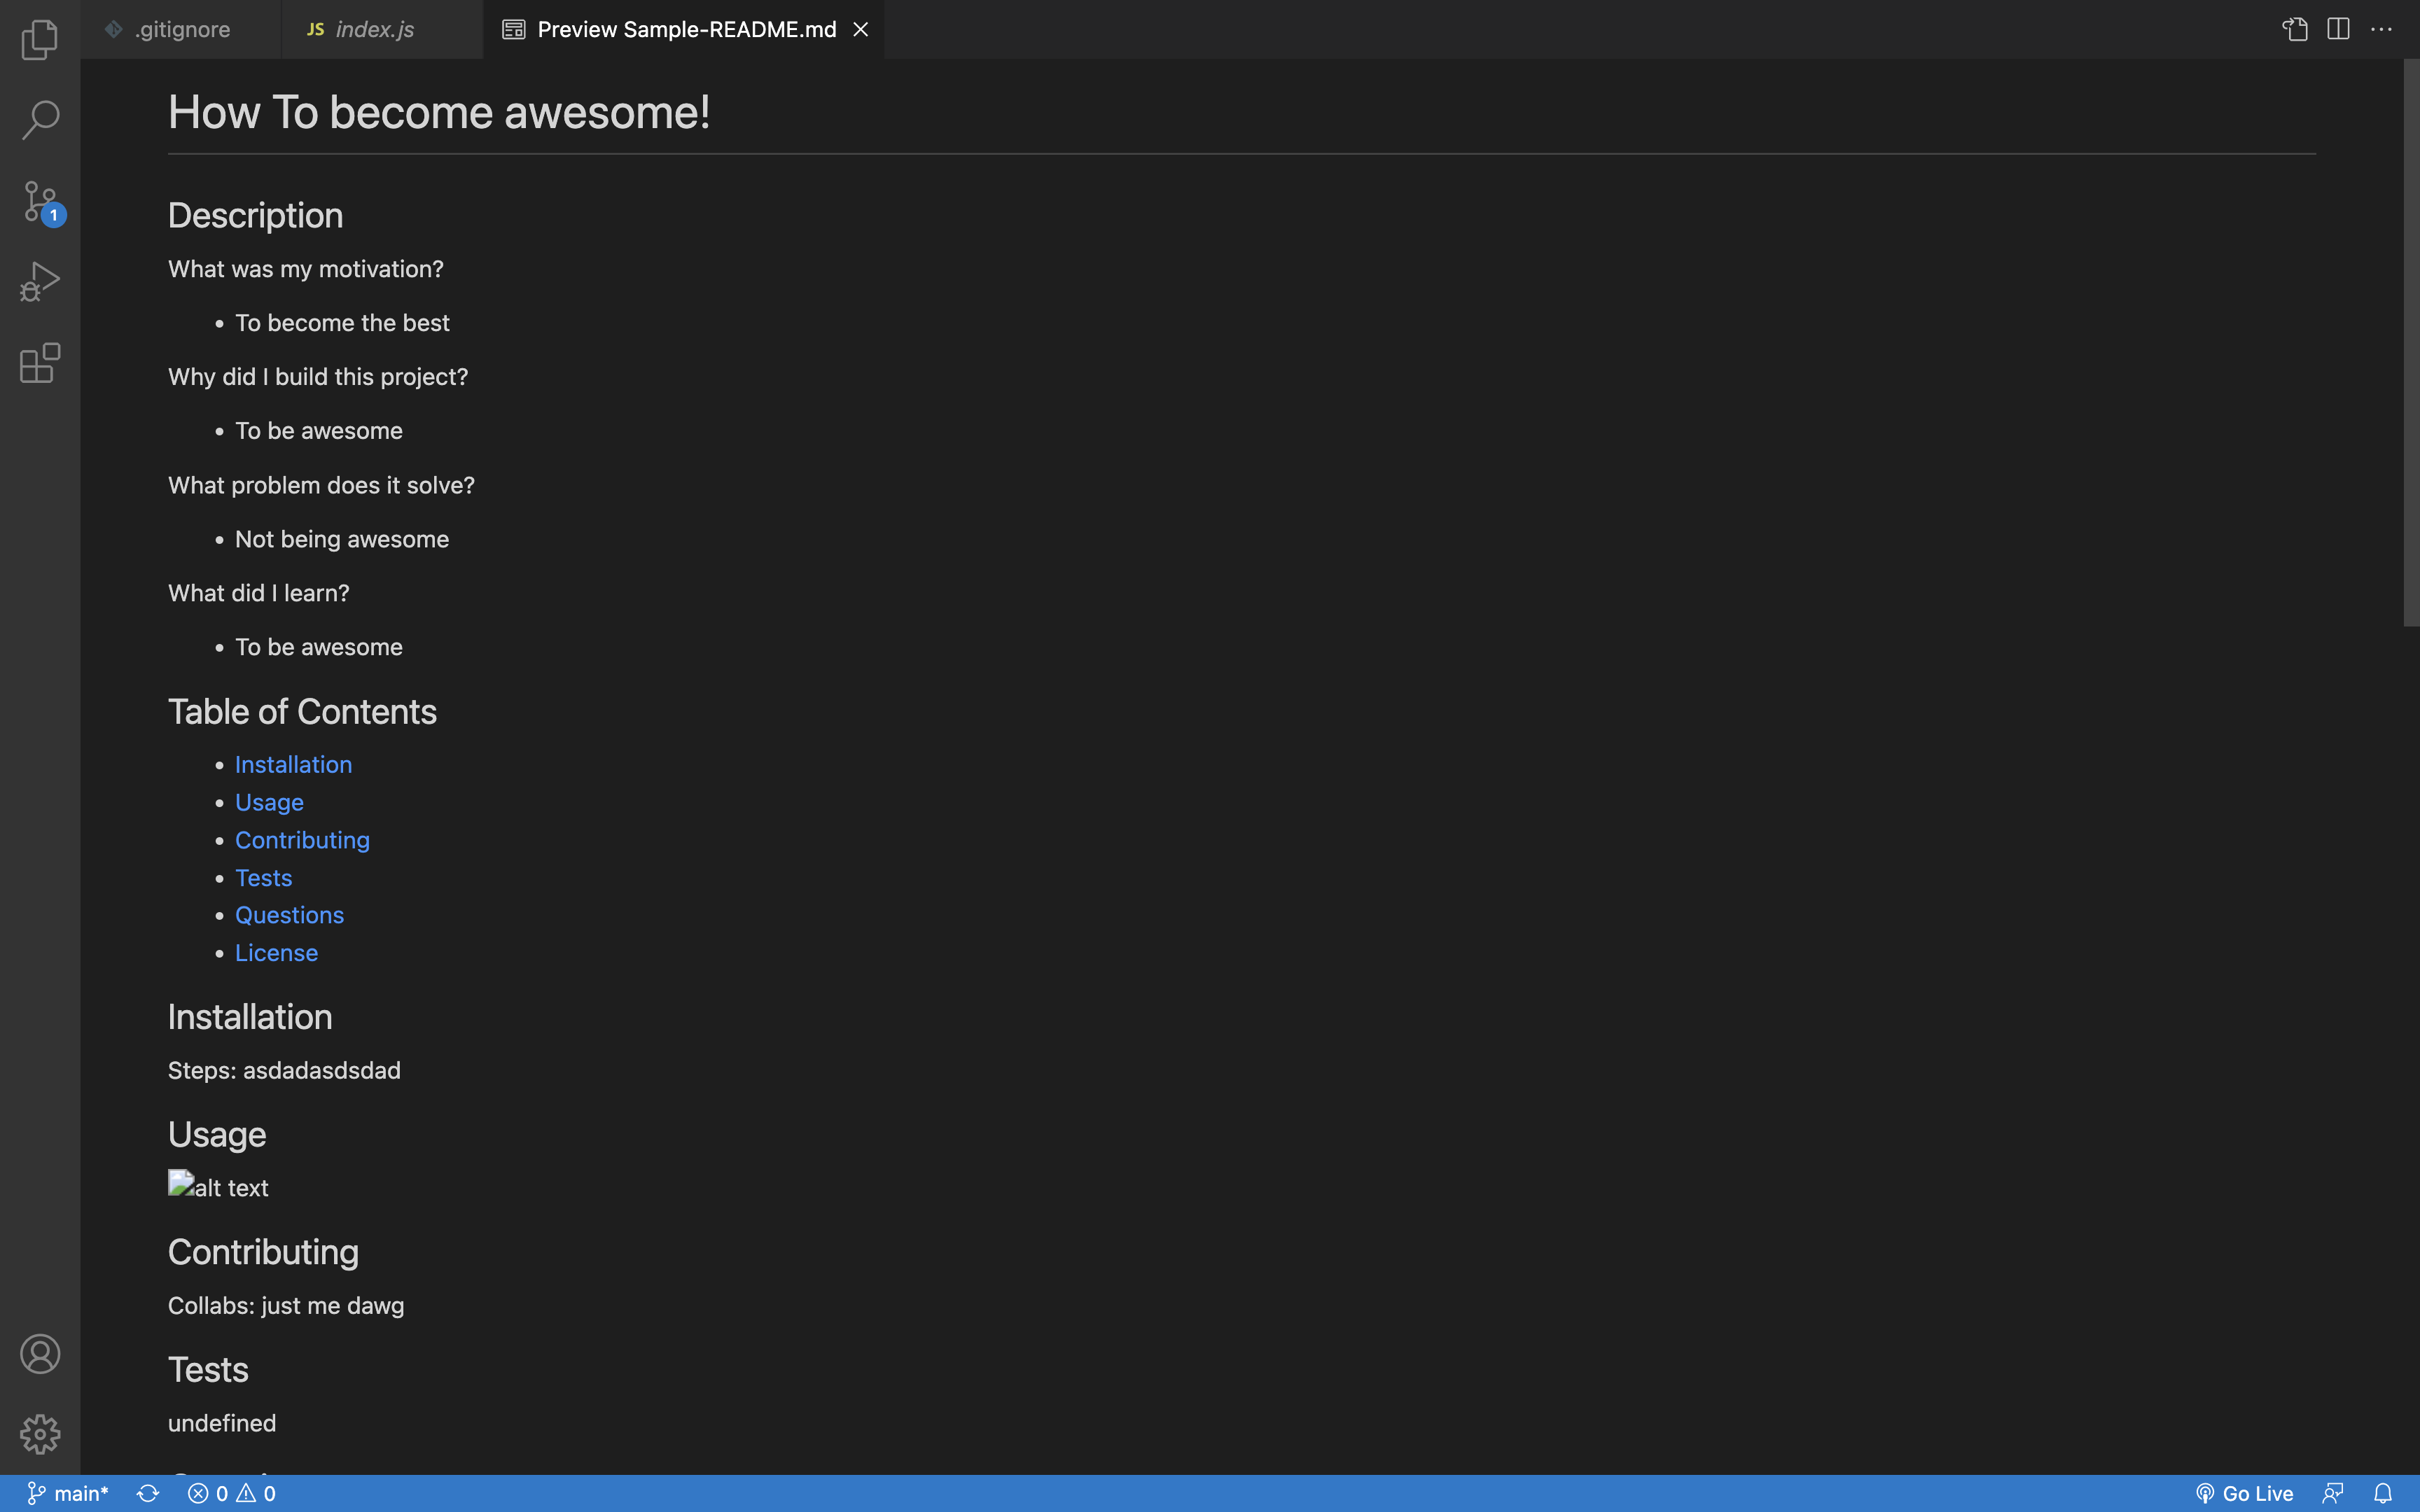 .gitignore
JS index.js
Preview Sample-README.md
How To become awesome!
Description
1
What was my motivation?
• To become the best
Why did I build this project?
• To be awesome
What problem does it solve?
• Not being awesome
What did I learn?
• To be awesome
Table of Contents
• Installation
• Usage
• Contributing
• Tests
• Questions
• License
Installation
Steps: asdadasdsdad
Usage
alt text
Contributing
Collabs: just me dawg
Tests
undefined
main*
0
0
Go Live